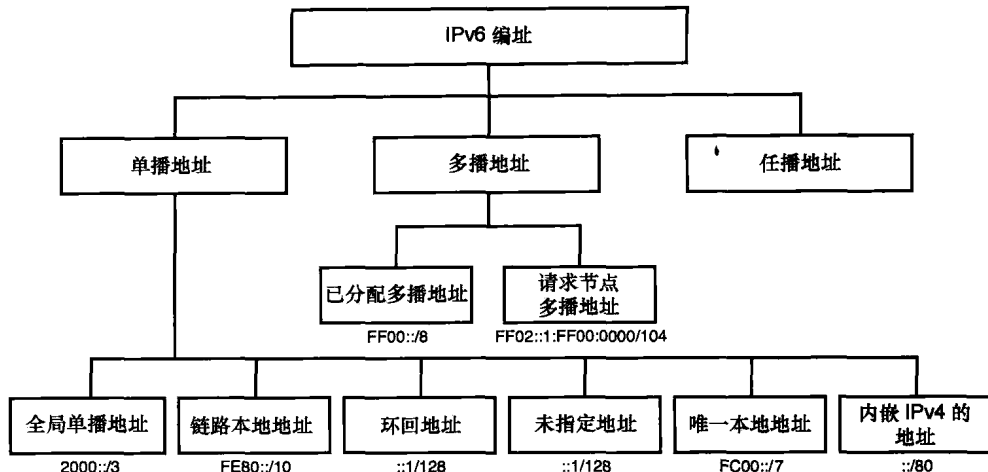 IPv6 编址
单播地址
多播地址
任播地址
已分配多播地址
FF00::/8
请求节点
多播地址
FF02::1:FF00:0000/104
全局单播地址
2000::/3
链路本地地址
FE80::/10
环回地址
::1/128
未指定地址
::1/128
唯一本地地址
FC00::/7
内嵌 IPv4 的
地址
::/80